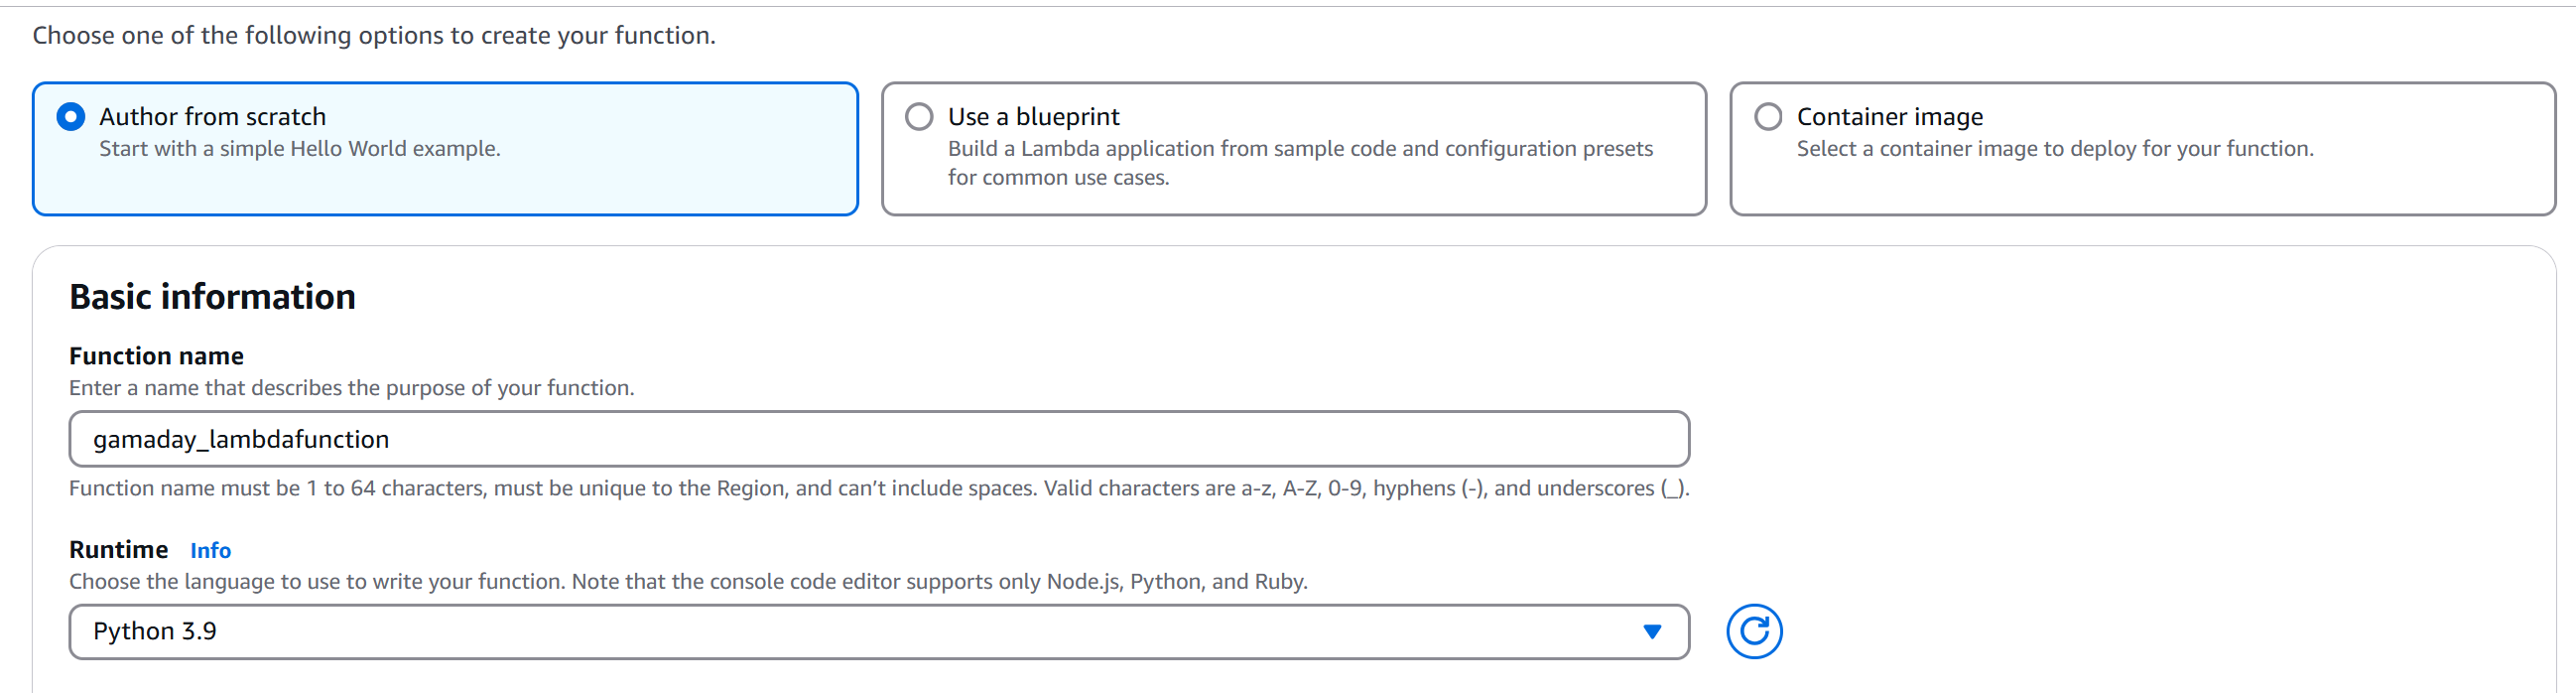 Choose one of the following options to create your function.
Author from scratch
Start with a simple Hello World example.
Use a blueprint
Build a Lambda application from sample code and configuration presets
for common use cases.
Container image
Select a container image to deploy for your function.
Basic information
Function name
Enter a name that describes the purpose of your function.
gamaday_lambdafunction
Function name must be 1 to 64 characters, must be unique to the Region, and can’t include spaces. Valid characters are a-z, A-Z, 0-9, hyphens (-), and underscores (_).
Runtime Info
Choose the language to use to write your function. Note that the console code editor supports only Node.js, Python, and Ruby.
Python 3.9